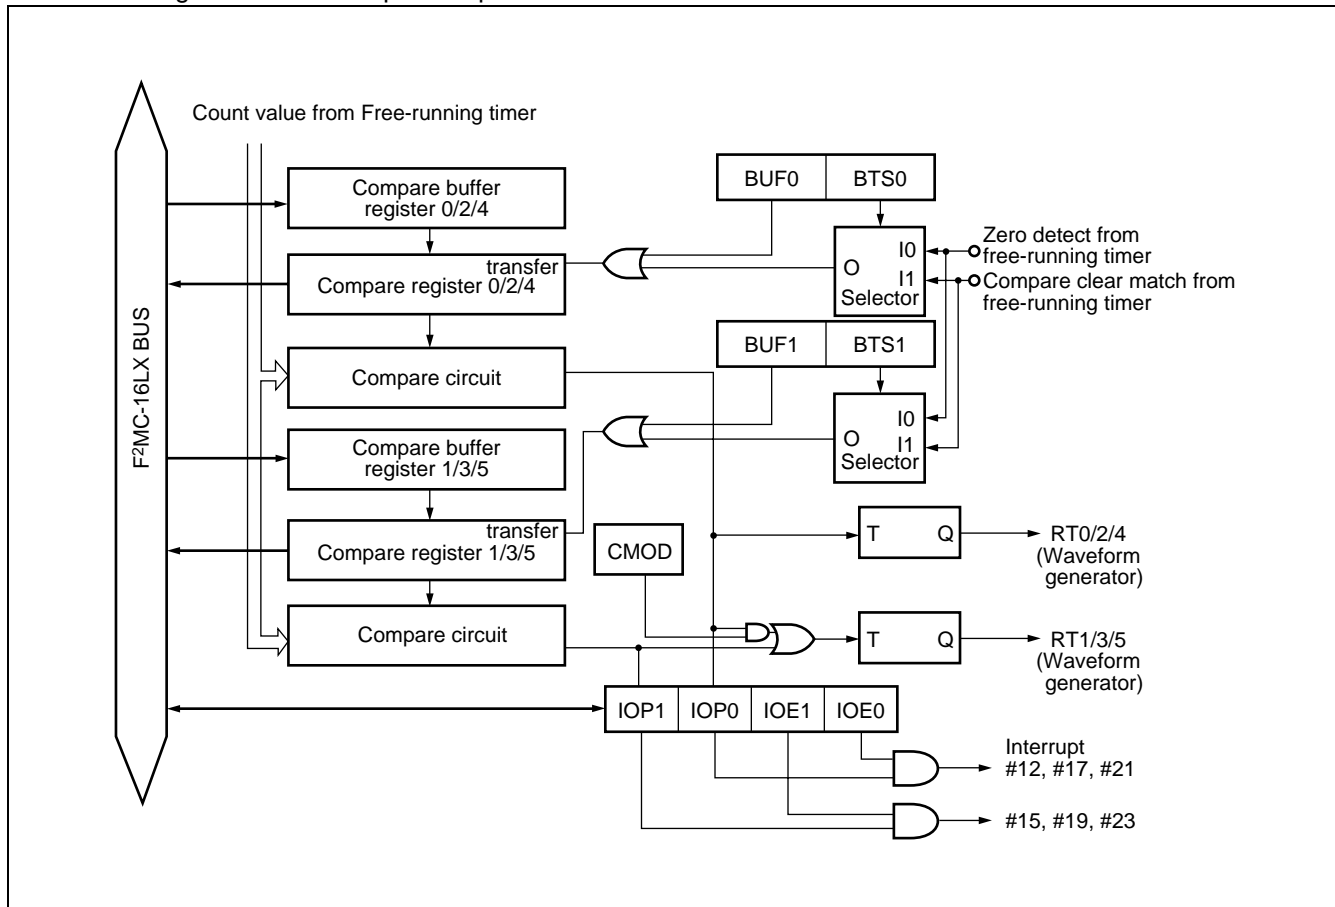 Count value from Free-running timer
F²MC-16LX BUS
Compare buffer
register 0/2/4
transfer
Compare register 0/2/4
Compare circuit
Compare buffer
register 1/3/5
transfer
Compare register 1/3/5
Compare circuit
BUF0
BTS0
I0
O
I1
Selector
Zero detect from
free-running timer
Compare clear match from
free-running timer
BUF1
BTS1
I0
O
I1
Selector
CMOD
T
Q
RT0/2/4
(Waveform
generator)
T
Q
RT1/3/5
(Waveform
generator)
IOP1
IOP0
IOE1
IOE0
Interrupt
#12, #17, #21
#15, #19, #23